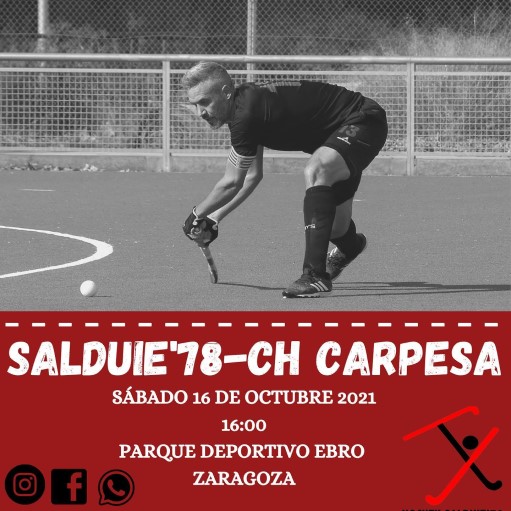 SALDUIE'78-CH CARPESA
SÁBADO 16 DE OCTUBRE 2021
16:00
PARQUE DEPORTIVO EBRO
ZARAGOZA